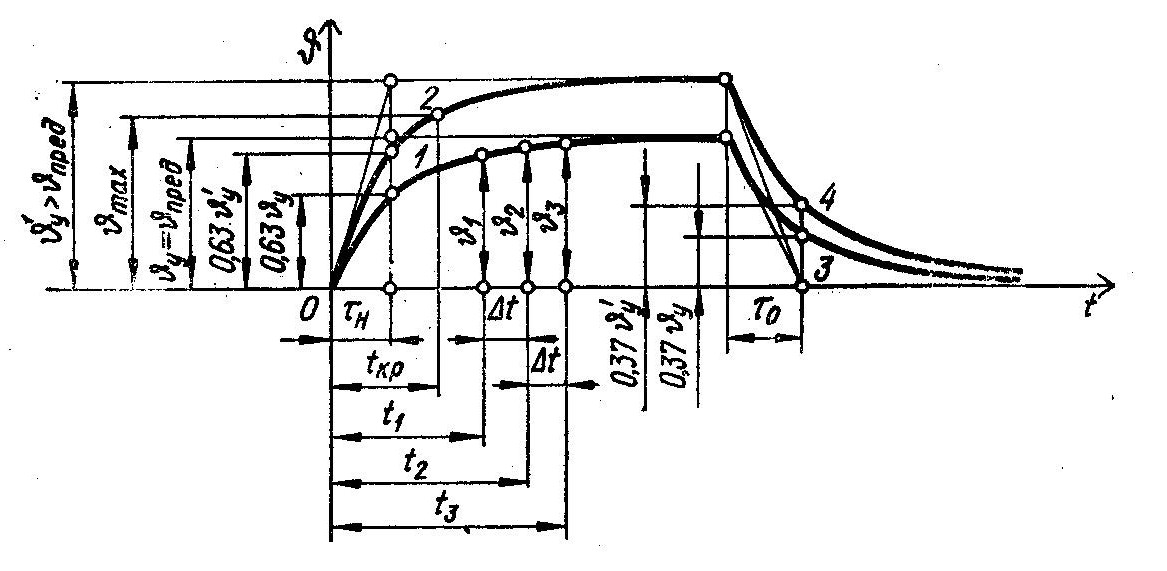 ϑ
ϑ'у>ϑпред
ϑmax
ϑу=ϑпред
0,63 ϑ'у
0,63 ϑу
2
1
ϑ1
ϑ2
ϑ3
4
3
0
τн
Δt
0,37 ϑ'у
0,37 ϑу
τ0
t
tкр
Δt
t1
t2
t3